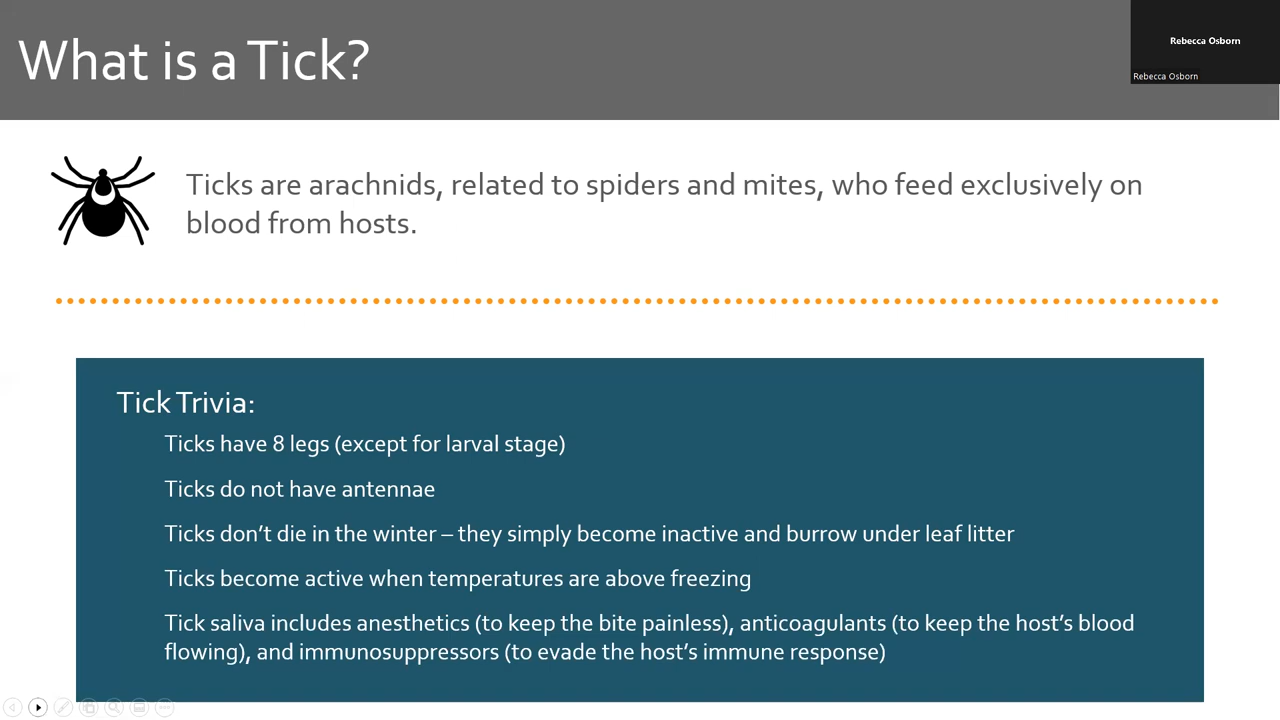 What is a Tick?
Rebecca Osborn
Rebecca Osborn
Ticks are arachnids, related to spiders and mites, who feed exclusively on
blood from hosts.
Tick Trivia:
Ticks have 8 legs (except for larval stage)
Ticks do not have antennae
Ticks don’t die in the winter – they simply become inactive and burrow under leaf litter
Ticks become active when temperatures are above freezing
Tick saliva includes anesthetics (to keep the bite painless), anticoagulants (to keep the host’s blood
flowing), and immunosuppressors (to evade the host’s immune response)